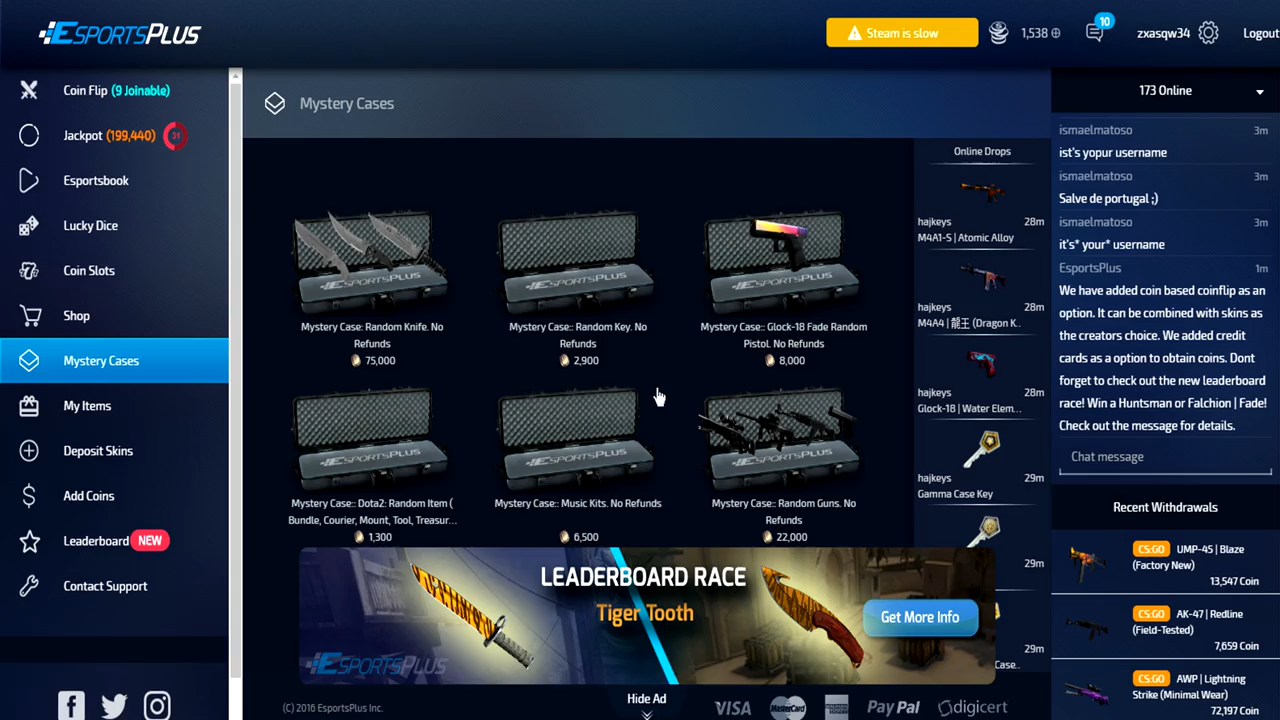 ESPORTSPLUS
Steam is slow
1,538
10
zxasqw34
Logout
Coin Flip (9 Joinable)
Jackpot (199,440)
31
Esportsbook
Lucky Dice
Coin Slots
Shop
Mystery Cases
My Items
Deposit Skins
Add Coins
Leaderboard NEW
Contact Support
Mystery Cases
ESPORTSPLUS
Mystery Case: Random Knife. No
Refunds
75,000
ESPORTSPLUS
Mystery Case:: Random Key. No
Refunds
2,900
ESPORTSPLUS
Mystery Case:: Glock-18 Fade Random
Pistol. No Refunds
8,000
ESPORTSPLUS
Mystery Case:: Dota2: Random Item (
Bundle, Courier, Mount, Tool, Treasur...
1,300
ESPORTSPLUS
Mystery Case:: Music Kits. No Refunds
6,500
ESPORTSPLUS
Mystery Case:: Random Guns. No
Refunds
22,000
Online Drops
hajkeys 28m
M4A1-S | Atomic Alloy
hajkeys 28m
M4A4 | 龍王 (Dragon K..
hajkeys 28m
Glock-18 | Water Elem...
hajkeys 29m
Gamma Case Key
29m
29m
Case..
LEADERBOARD RACE
Tiger Tooth
Get More Info
ESPORTSPLUS
Hide Ad
(C) 2016 EsportsPlus Inc.
VISA
MasterCard
PayPal
digicert
173 Online
ismaelmatoso 3m
ist's yopur username
ismaelmatoso 3m
Salve de portugal ;)
ismaelmatoso 3m
it's* your* username
EsportsPlus 1m
We have added coin based coinflip as an
option. It can be combined with skins as
the creators choice. We added credit
cards as a option to obtain coins. Dont
forget to check out the new leaderboard
race! Win a Huntsman or Falchion | Fade!
Check out the message for details.
Chat message
Recent Withdrawals
CS:GO UMP-45 | Blaze
(Factory New)
13,547 Coin
CS:GO AK-47 | Redline
(Field-Tested)
7,659 Coin
CS:GO AWP | Lightning
Strike (Minimal Wear)
72,197 Coin